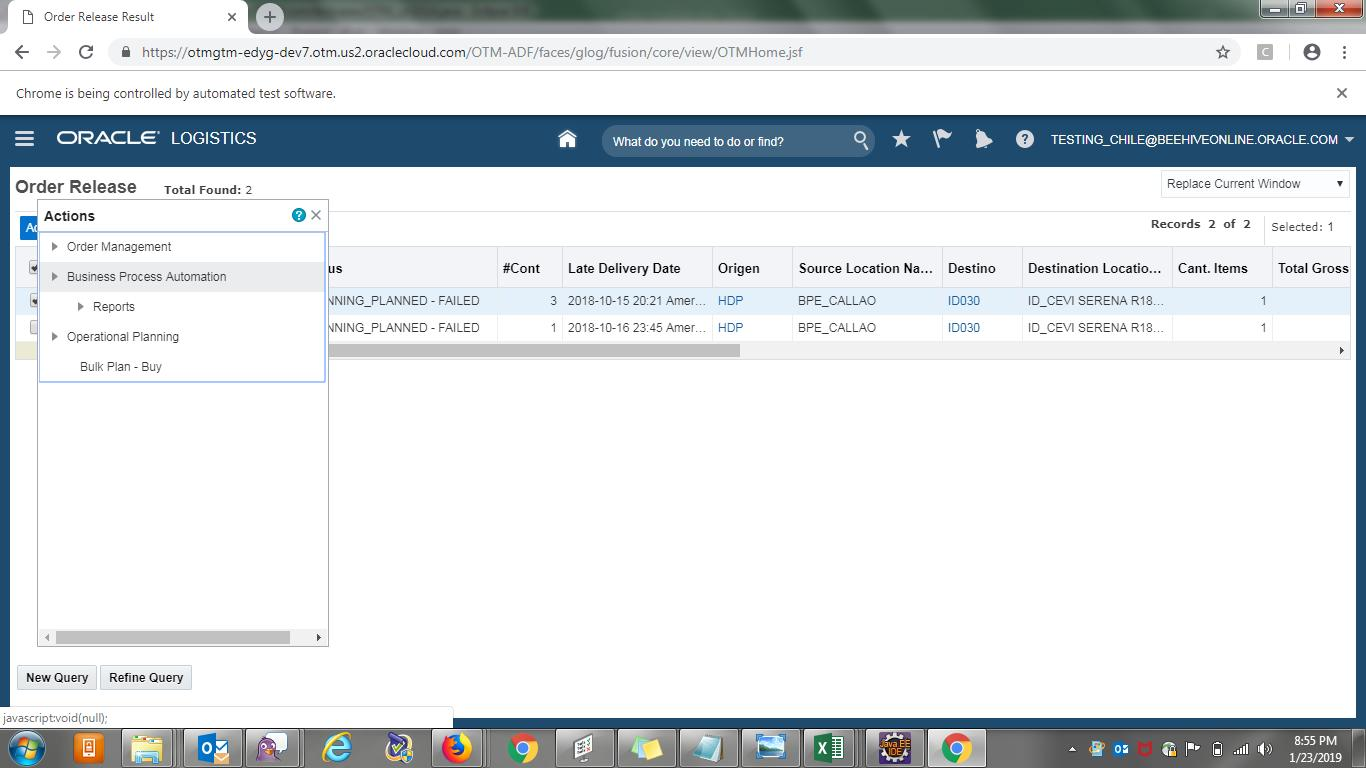 Order Release Result
https://otmgtm-edyg-dev7.otm.us2.oraclecloud.com/OTM-ADF/faces/glog/fusion/core/view/OTMHome.jsf
C
Chrome is being controlled by automated test software.
ORACLE LOGISTICS
What do you need to do or find?
TESTING_CHILE@BEEHIVEONLINE.ORACLE.COM
Order Release Total Found: 2
Replace Current Window
Records 2 of 2 Selected: 1
Actions
Order Management
Business Process Automation
Reports
Operational Planning
Bulk Plan - Buy
#Cont Late Delivery Date Origen Source Location Na... Destino Destination Locatio... Cant. Items Total Gross
NNING_PLANNED - FAILED 3 2018-10-15 20:21 Amer... HDP BPE_CALLAO ID030 ID_CEVI SERENA R18... 1
NNING_PLANNED - FAILED 1 2018-10-16 23:45 Amer... HDP BPE_CALLAO ID030 ID_CEVI SERENA R18... 1
New Query Refine Query
javascript:void(null);
Java EE
IDE
8:55 PM
1/23/2019